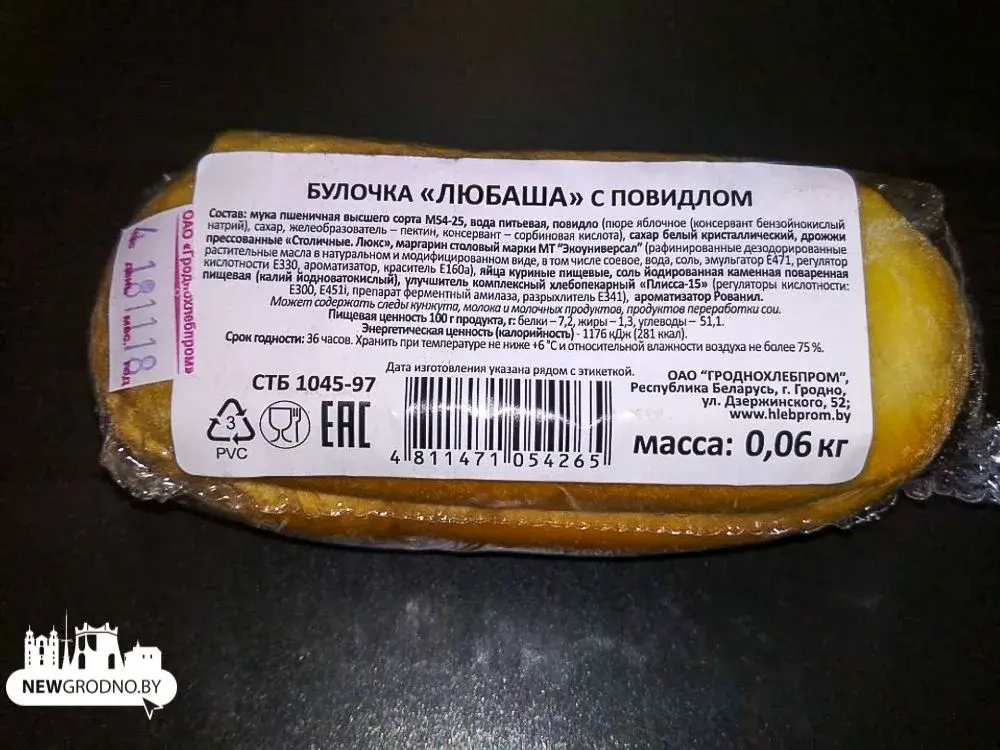 БУЛОЧКА «ЛЮБАША» С ПОВИДЛОМ
Состав: мука пшеничная высшего сорта М54-25, вода питьевая, повидло (пюре яблочное (консервант бензойнокислый
натрий), сахар, желеобразователь – пектин, консервант – сорбиновая кислота), сахар белый кристаллический, дрожжи
прессованные «Столичные. Люкс», маргарин столовый марки МТ "Экоуниверсал" (рафинированные дезодорированные
растительные масла в натуральном и модифицированном виде, в том числе соевое, вода, соль, эмульгатор Е471, регулятор
кислотности Е330, ароматизатор, краситель Е160а), яйца куриные пищевые, соль йодированная каменная поваренная
пищевая (калий йодноватокислый), улучшитель комплексный хлебопекарный «Плисса-15» (регуляторы кислотности:
Е300, Е451i, препарат ферментный амилаза, разрыхлитель Е341), ароматизатор Рованил.
Может содержать следы кунжута, молока и молочных продуктов, продуктов переработки сои.
Пищевая ценность 100 г продукта, г: белки – 7,2, жиры – 1,3, углеводы – 51,1.
Энергетическая ценность (калорийность) - 1176 кДж (281 ккал).
Срок годности: 36 часов. Хранить при температуре не ниже +6 °С и относительной влажности воздуха не более 75 %.
Дата изготовления указана рядом с этикеткой.
СТБ 1045-97
ОАО "ГРОДНОХЛЕБПРОМ",
Республика Беларусь, г. Гродно,
ул. Дзержинского, 52;
www.hlebprom.by
масса: 0,06 кг
3
PVC
EAC
4 811471 054265
ОАО «Гроднохлебпром»
4 181118
мес. год
NEWGRODNO.BY